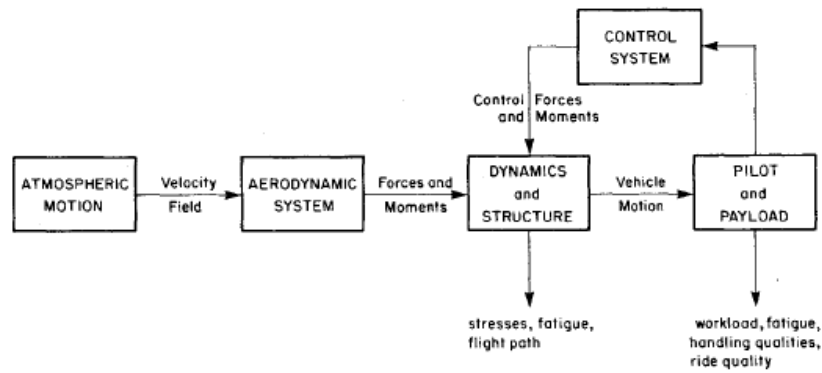 CONTROL
SYSTEM
Control Forces
and Moments
ATMOSPHERIC
MOTION
Velocity
Field
AERODYNAMIC
SYSTEM
Forces and
Moments
DYNAMICS
and
STRUCTURE
Vehicle
Motion
PILOT
and
PAYLOAD
stresses, fatigue,
flight path
workload, fatigue,
handling qualities,
ride quality